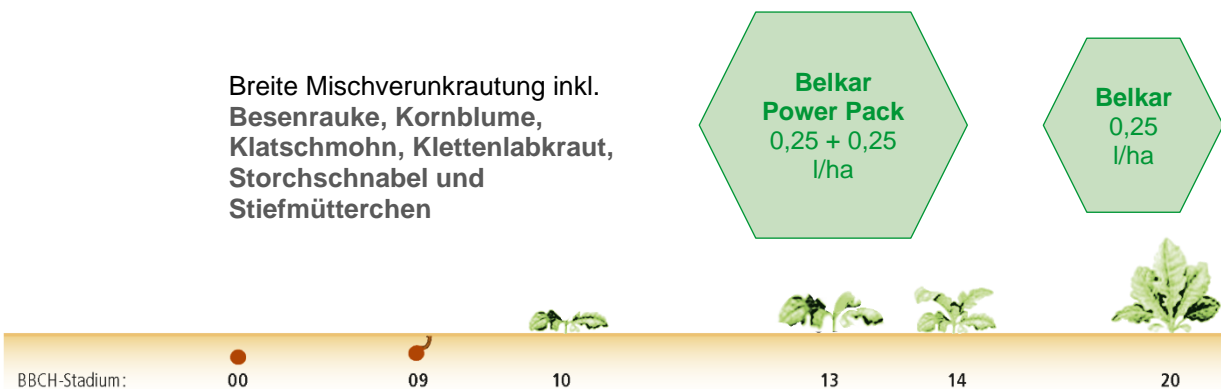 Breite Mischverunkrautung inkl.
Besenrauke, Kornblume,
Klatschmohn, Klettenlabkraut,
Storchschnabel und
Stiefmütterchen
Belkar
Power Pack
0,25 + 0,25
l/ha
Belkar
0,25
l/ha
BBCH-Stadium: 00 09 10 13 14 20